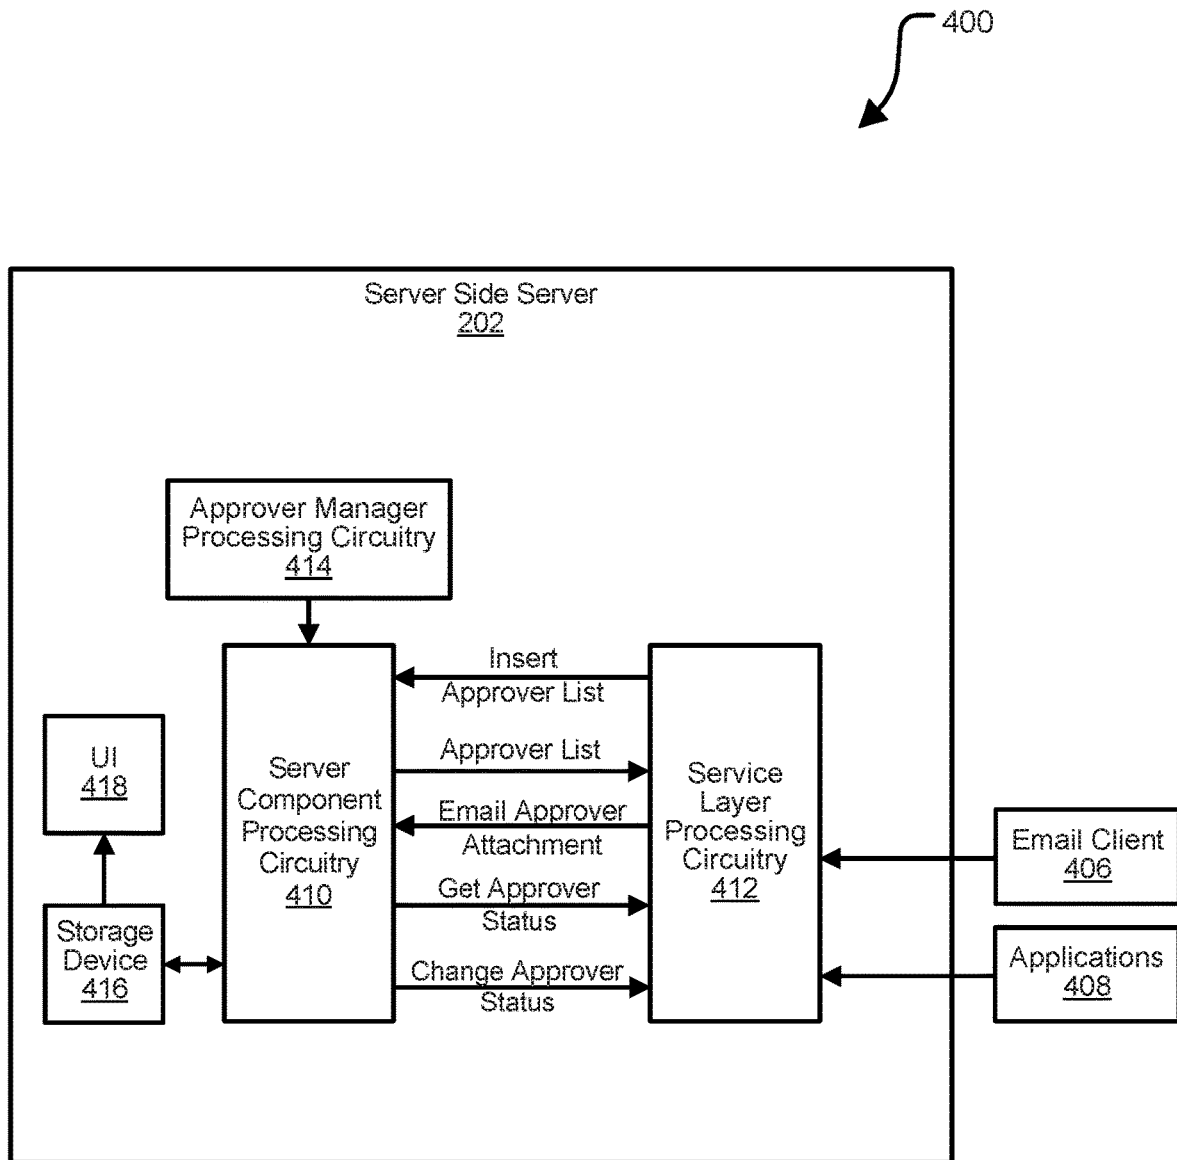 400
Server Side Server
202
Approver Manager
Processing Circuitry
414
Insert
Approver List
Approver List
Email Approver
Attachment
Get Approver
Status
Change Approver
Status
UI
418
Storage
Device
416
Server
Component
Processing
Circuitry
410
Service
Layer
Processing
Circuitry
412
Email Client
406
Applications
408